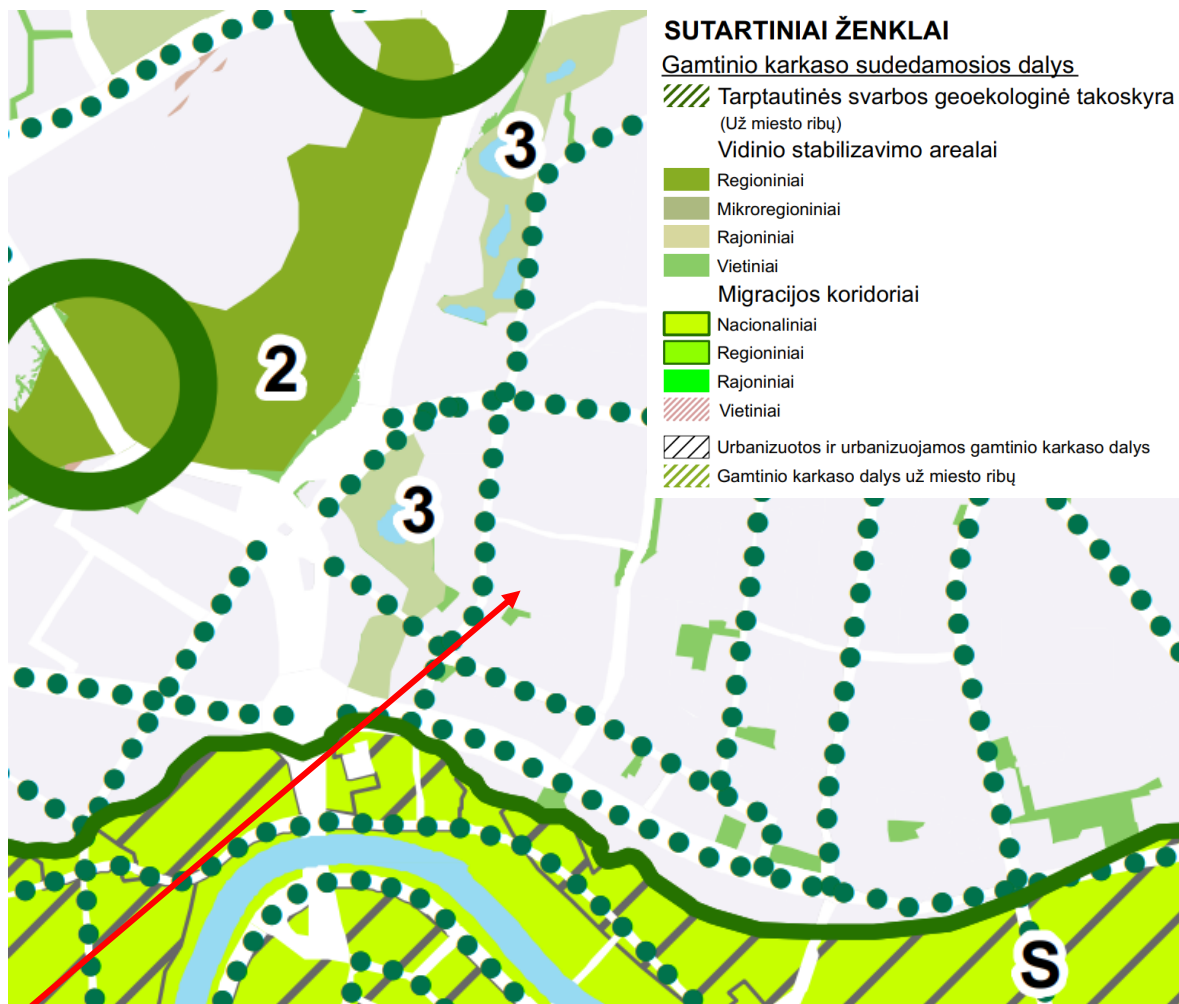 SUTARTINIAI ŽENKLAI
Gamtinio karkaso sudedamosios dalys
Tarptautinės svarbos geoekologinė takoskyra
(Už miesto ribų)
Vidinio stabilizavimo arealai
Regioniniai
Mikroregioniniai
Rajoniniai
Vietiniai
Migracijos koridoriai
Nacionaliniai
Regioniniai
Rajoniniai
Vietiniai
Urbanizuotos ir urbanizuojamos gamtinio karkaso dalys
Gamtinio karkaso dalys už miesto ribų
3
2
3
S